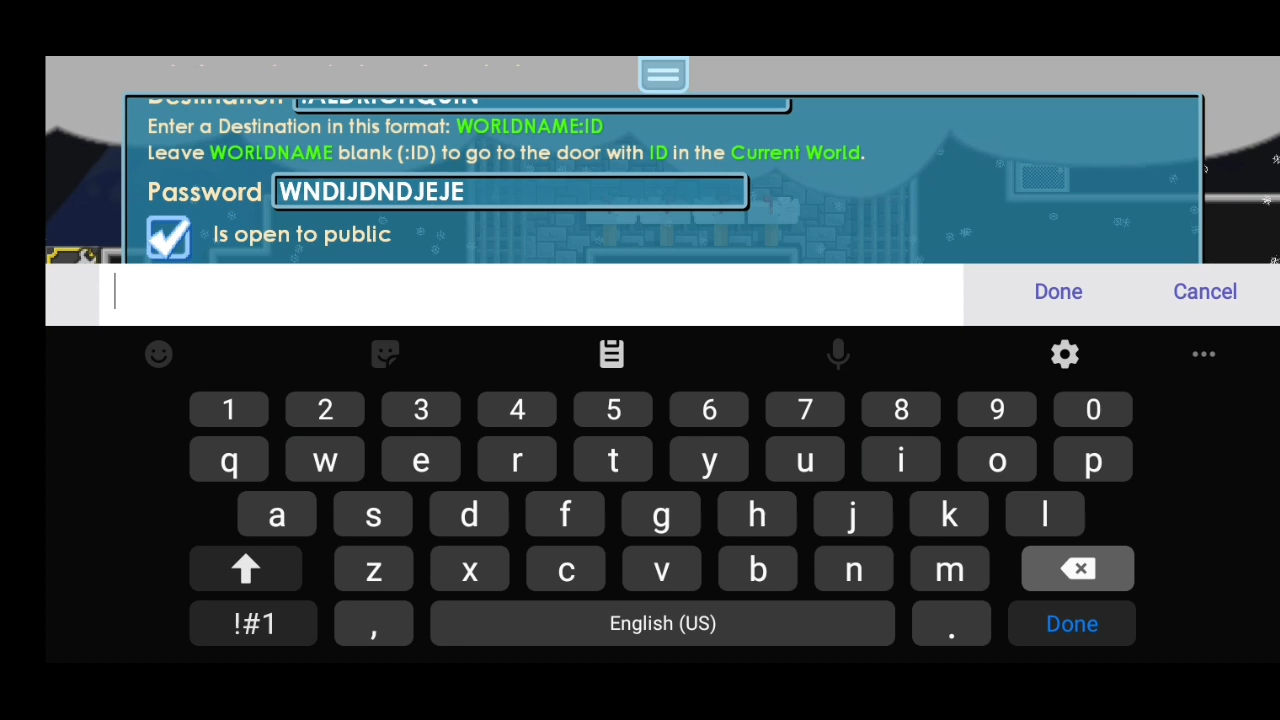 Destination
Enter a Destination in this format: WORLDNAME:ID
Leave WORLDNAME blank (:ID) to go to the door with ID in the Current World.
Password WNDIJDNDJEJE
Is open to public
Done Cancel
1 2 3 4 5 6 7 8 9 0
q w e r t y u i o p
a s d f g h j k l
z x c v b n m
!#1 , English (US) . Done